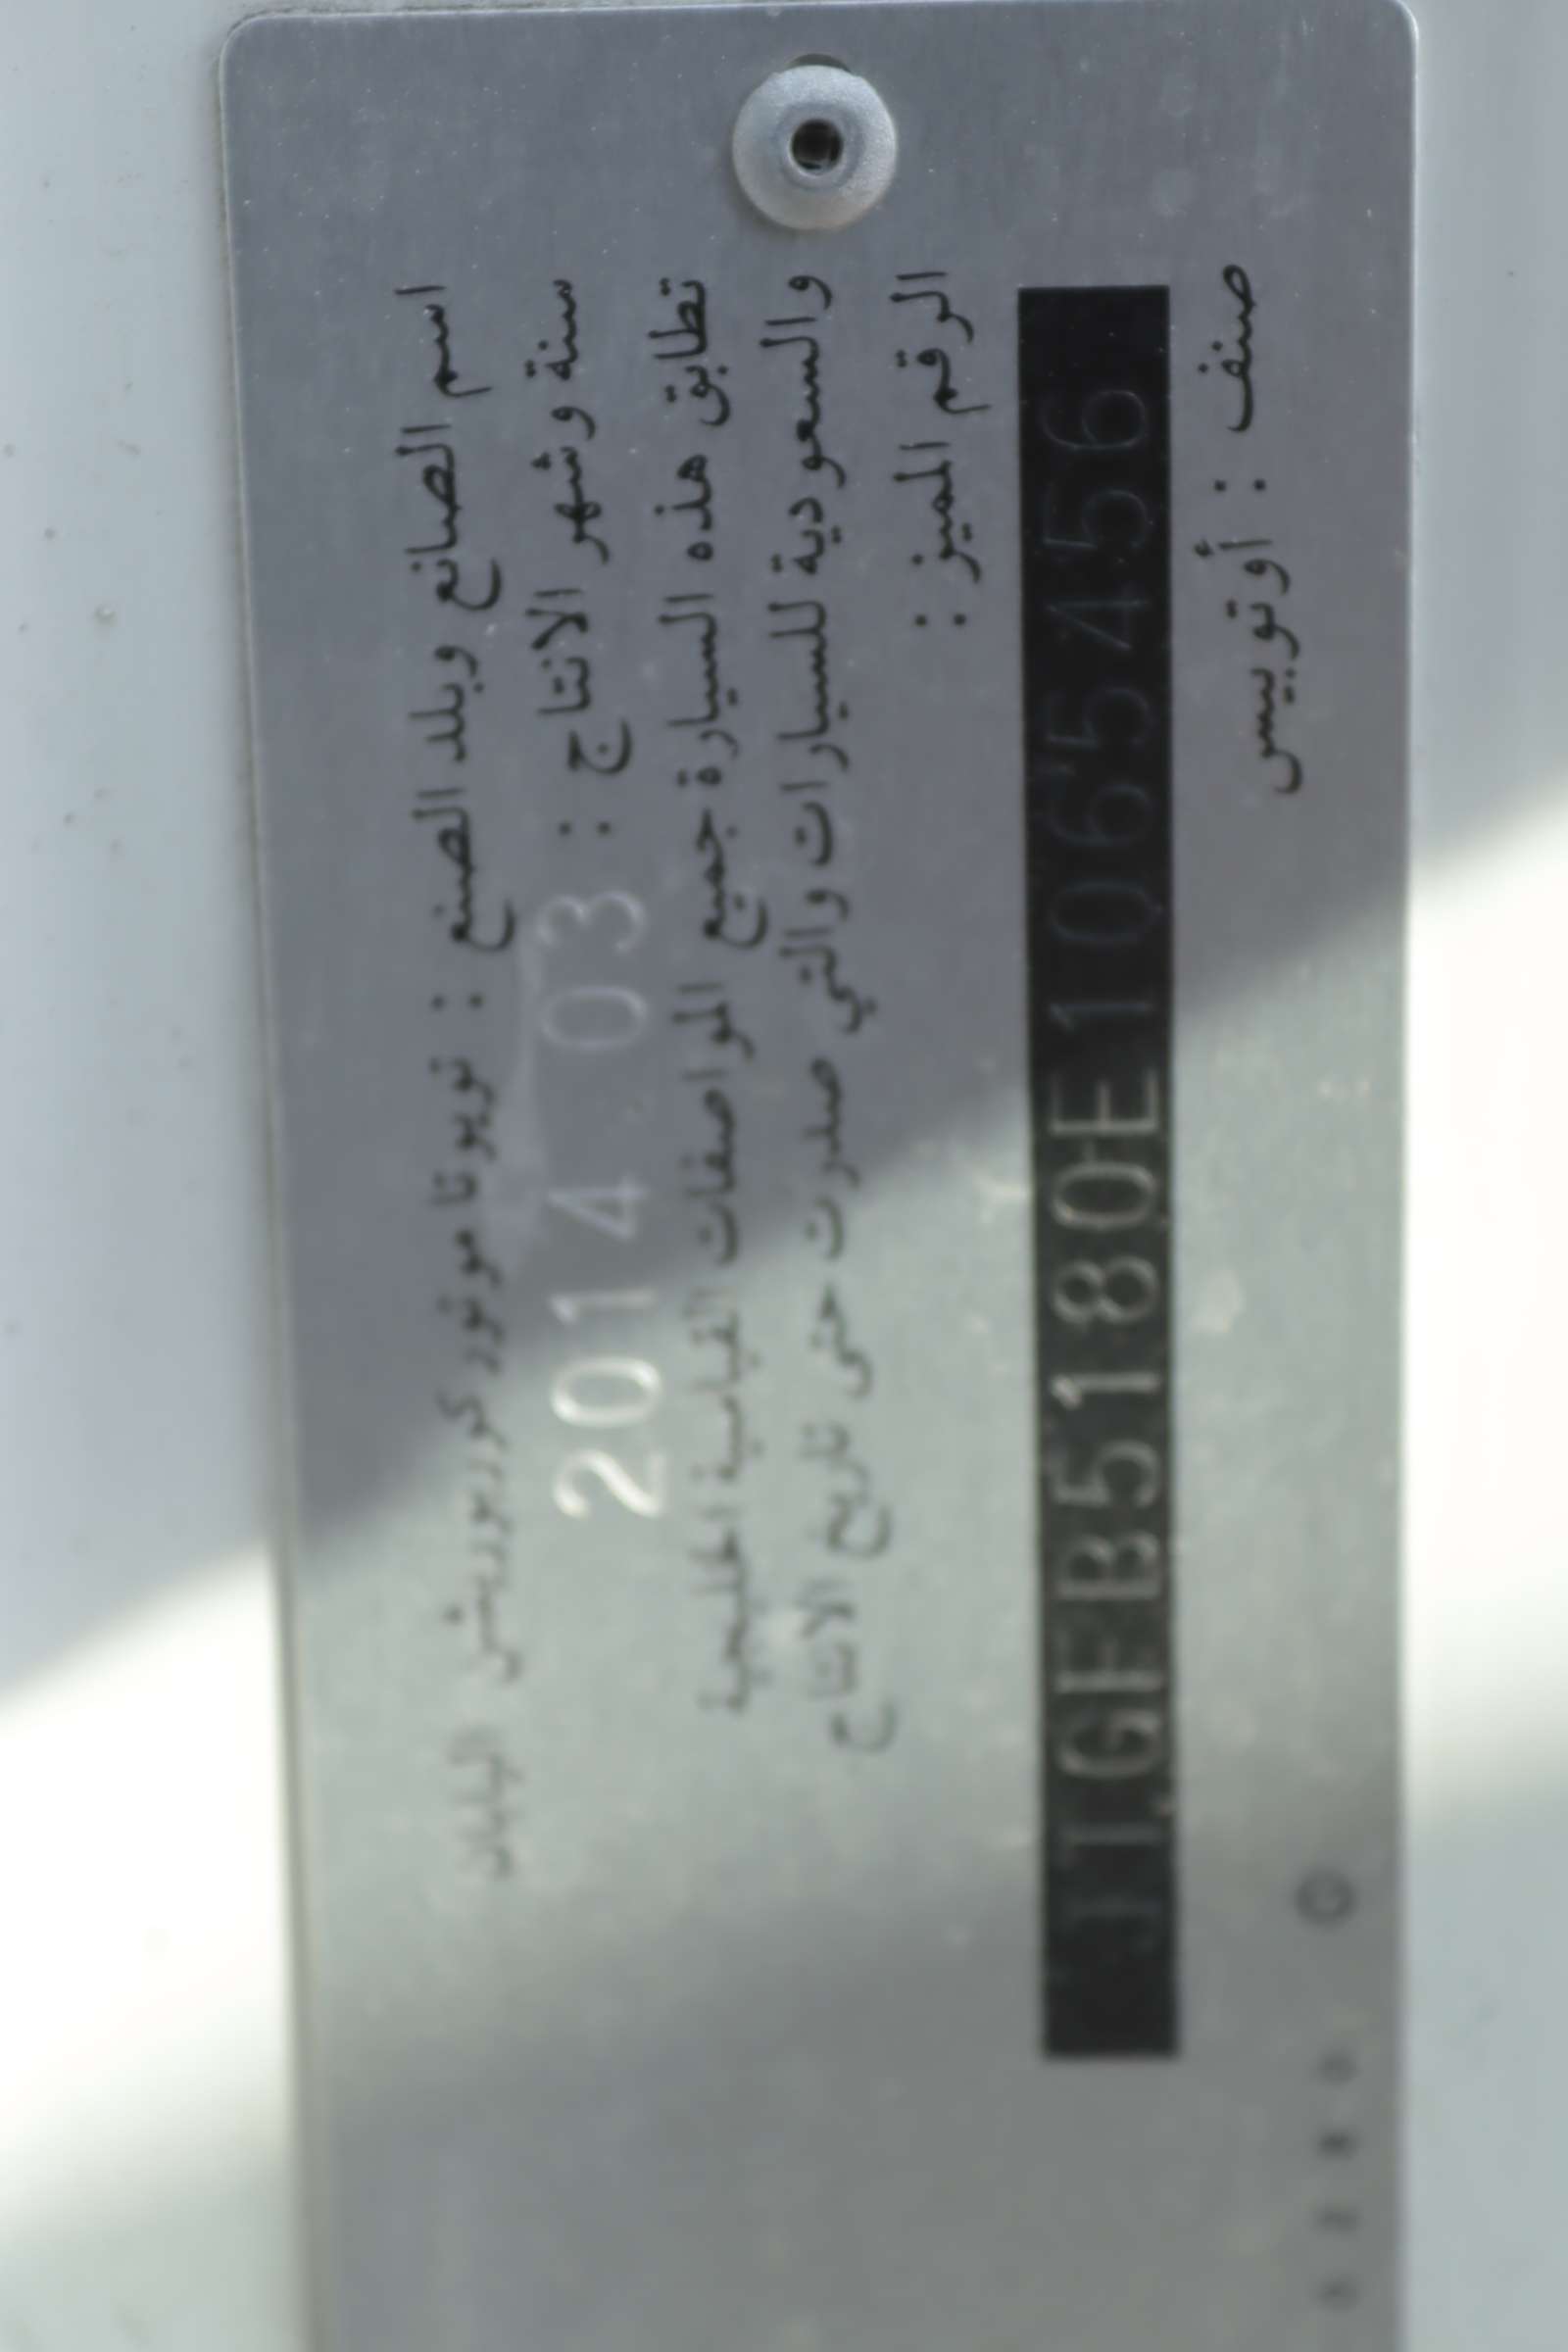 اسم الصانع وبلد الصنع : تويوتا موتور كوربوريشن اليابان
سنة وشهر الانتاج : 2014.03
تطابق هذه السيارة جميع المواصفات القياسية الخليجية
والسعودية للسيارات والتي صدرت حتى تاريخ الانتاج
الرقم المميز :
JTGFB5180E1065456
صنف : أوتوبيس